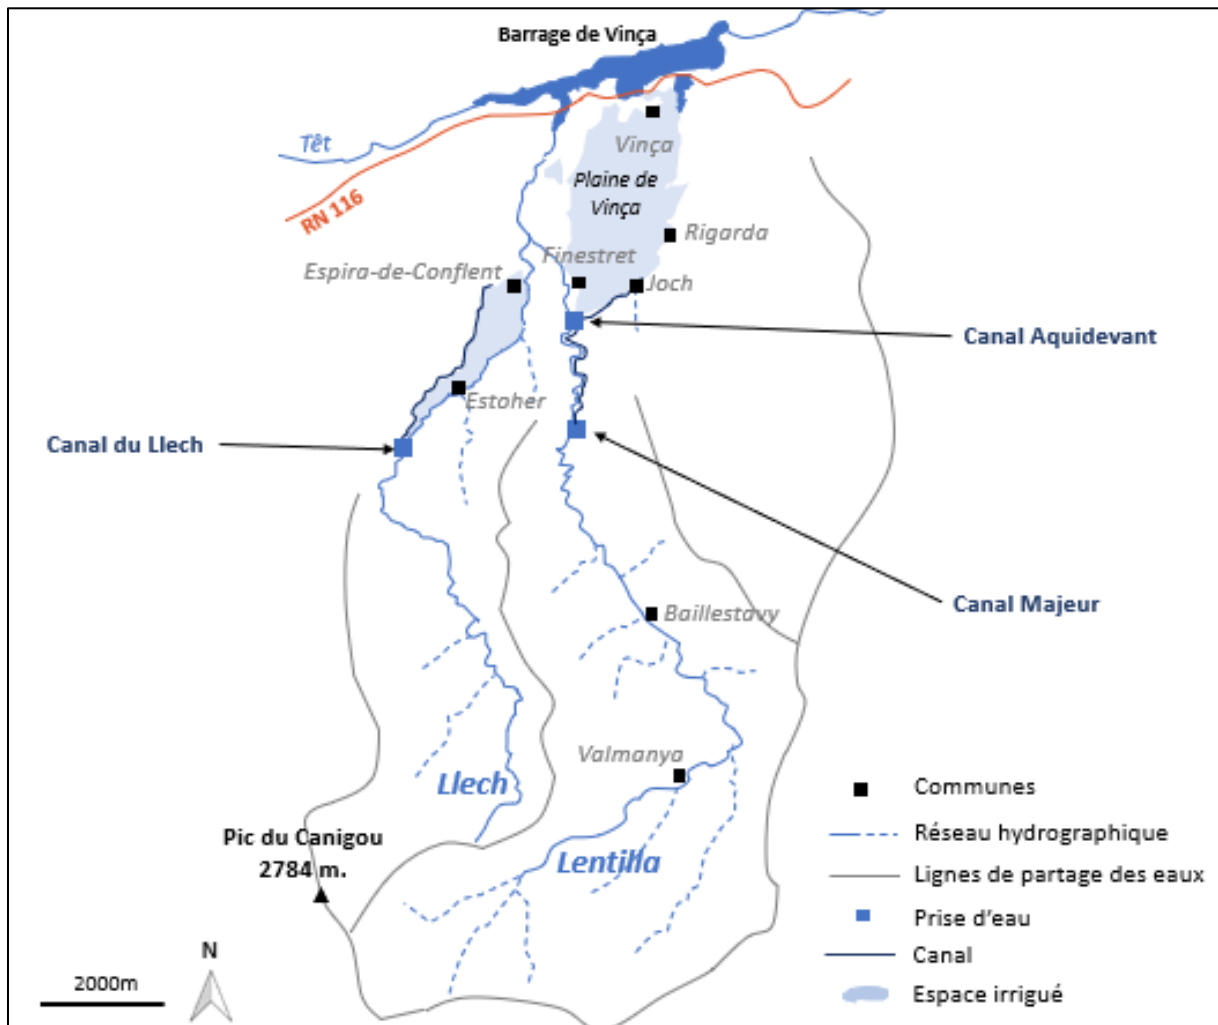 Barrage de Vinça
Têt
RN 116
Vinça
Plaine de
Vinça
Rigarda
Finestret
Espira-de-Conflent
Joch
Canal Aquidevant
Estoher
Canal du Llech
Canal Majeur
Baillestavy
Valmanya
Llech
Communes
Pic du Canigou
2784 m.
Lentilla
Réseau hydrographique
Lignes de partage des eaux
Prise d'eau
N
Canal
2000m
Espace irrigué